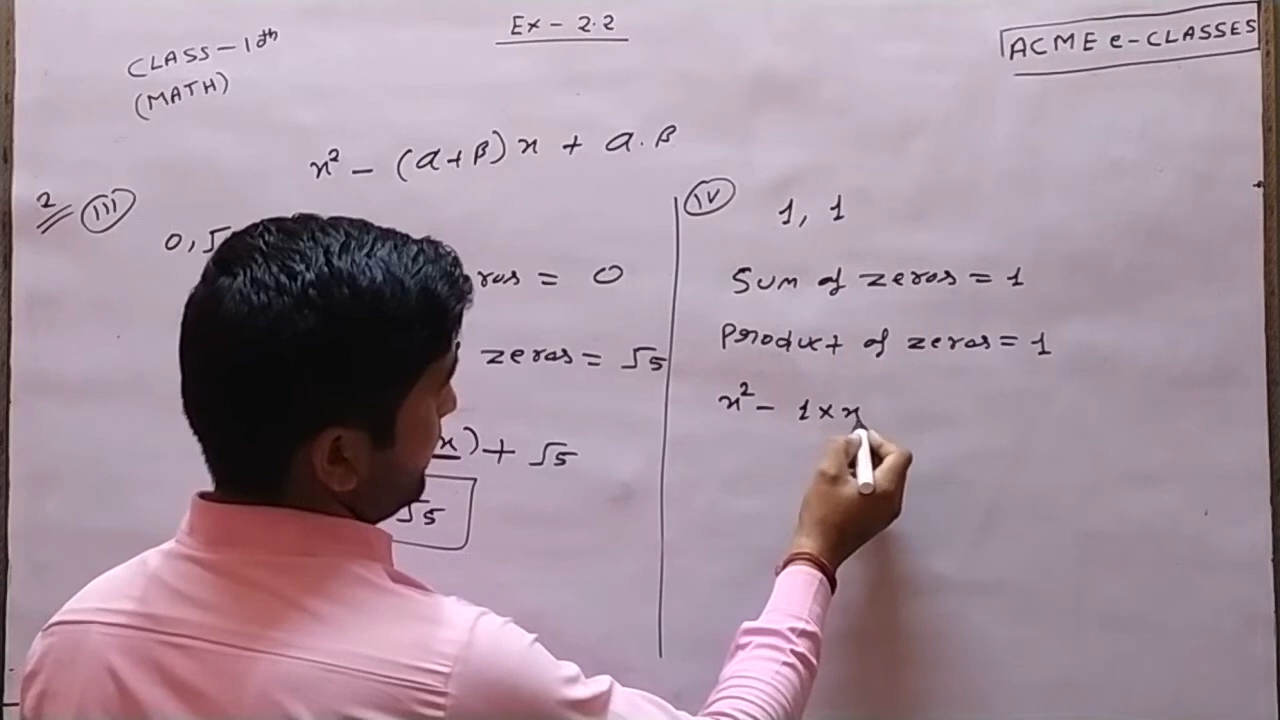 Ex - 2.2
ACME e-CLASSES
CLASS-10th
(MATH)
x² - (α+β)x + α.β
2 (iii)
0, √
zeros = 0
zeros = √5
x) + √5
√5
(iv) 1, 1
Sum of zeros = 1
Product of zeros = 1
x² - 1×x